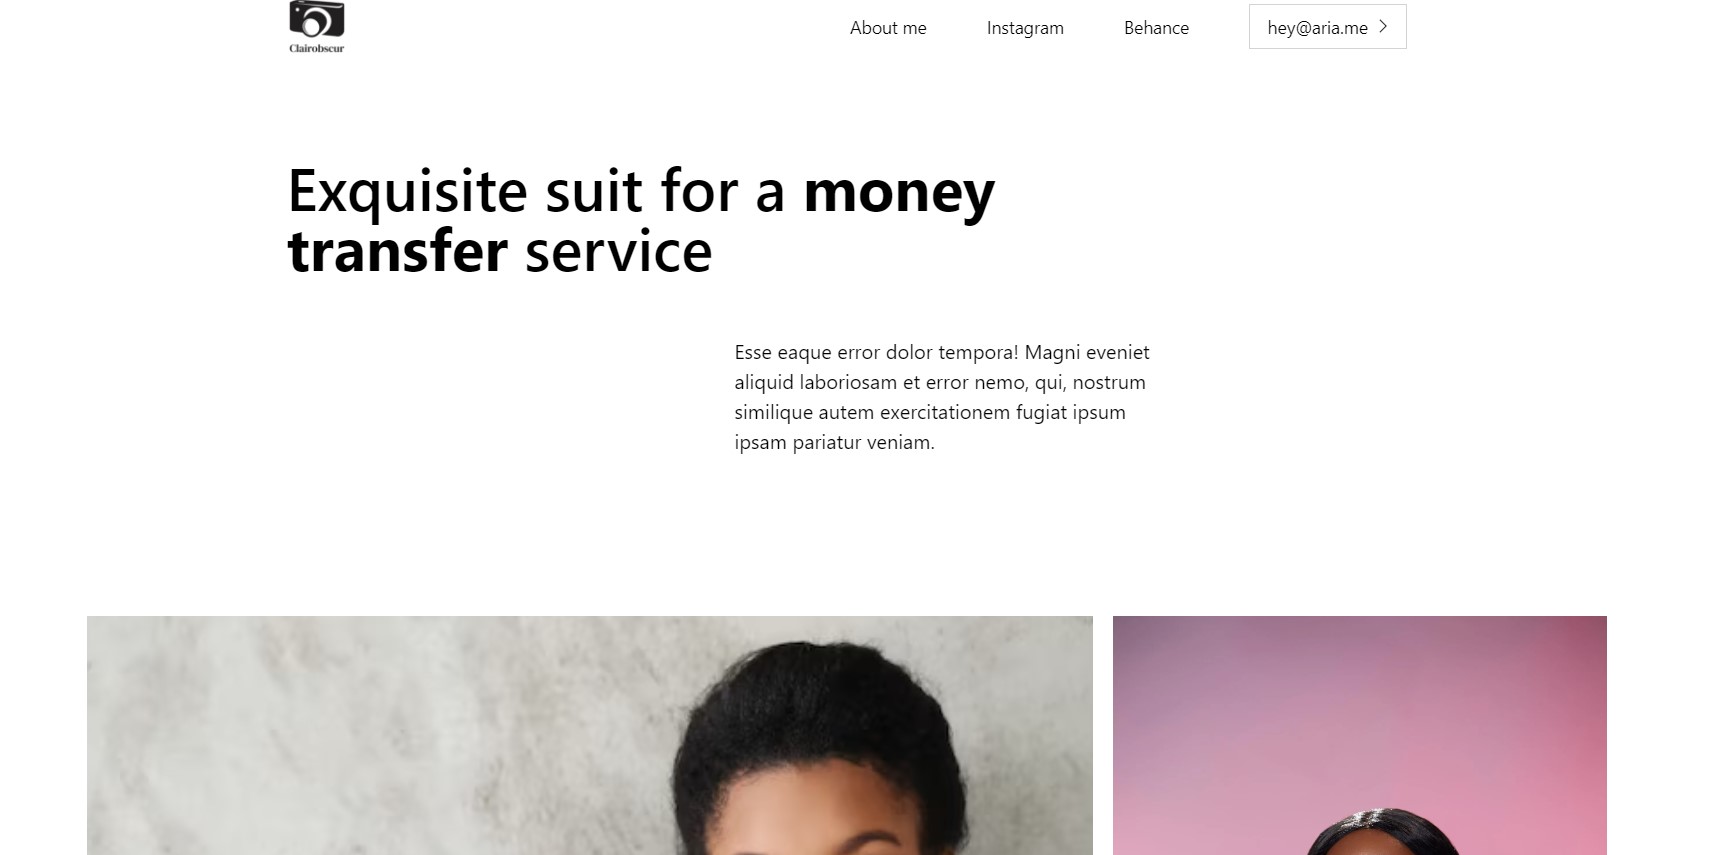 Clairobscur
About me Instagram Behance hey@aria.me
Exquisite suit for a money
transfer service
Esse eaque error dolor tempora! Magni eveniet
aliquid laboriosam et error nemo, qui, nostrum
similique autem exercitationem fugiat ipsum
ipsam pariatur veniam.